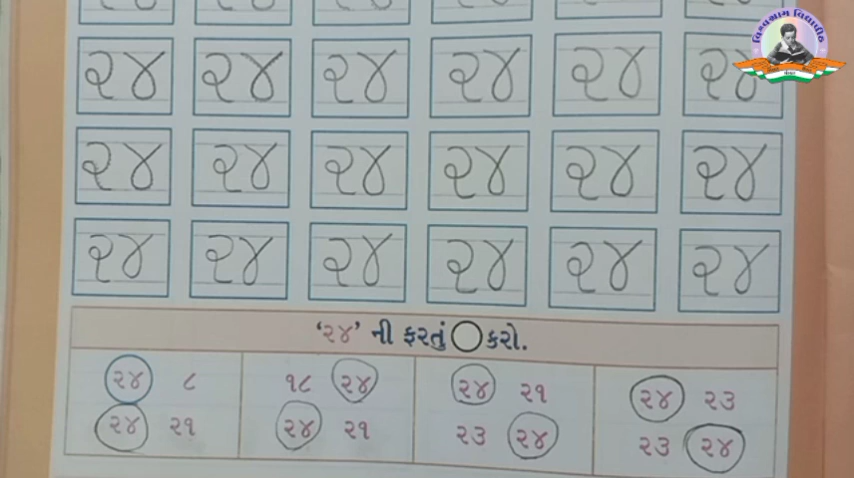 વિશ્વગ્રામ વિદ્યાપીઠ
૨૪ ૨૪ ૨૪ ૨૪ ૨૪ ૨૪
૨૪ ૨૪ ૨૪ ૨૪ ૨૪ ૨૪
૨૪ ૨૪ ૨૪ ૨૪ ૨૪ ૨૪
‘૨૪’ ની ફરતું ◯ કરો.
૨૪ ૮ ૧૮ ૨૪ ૨૪ ૨૧ ૨૪ ૨૩
૨૪ ૨૧ ૨૪ ૨૧ ૨૩ ૨૪ ૨૩ ૨૪